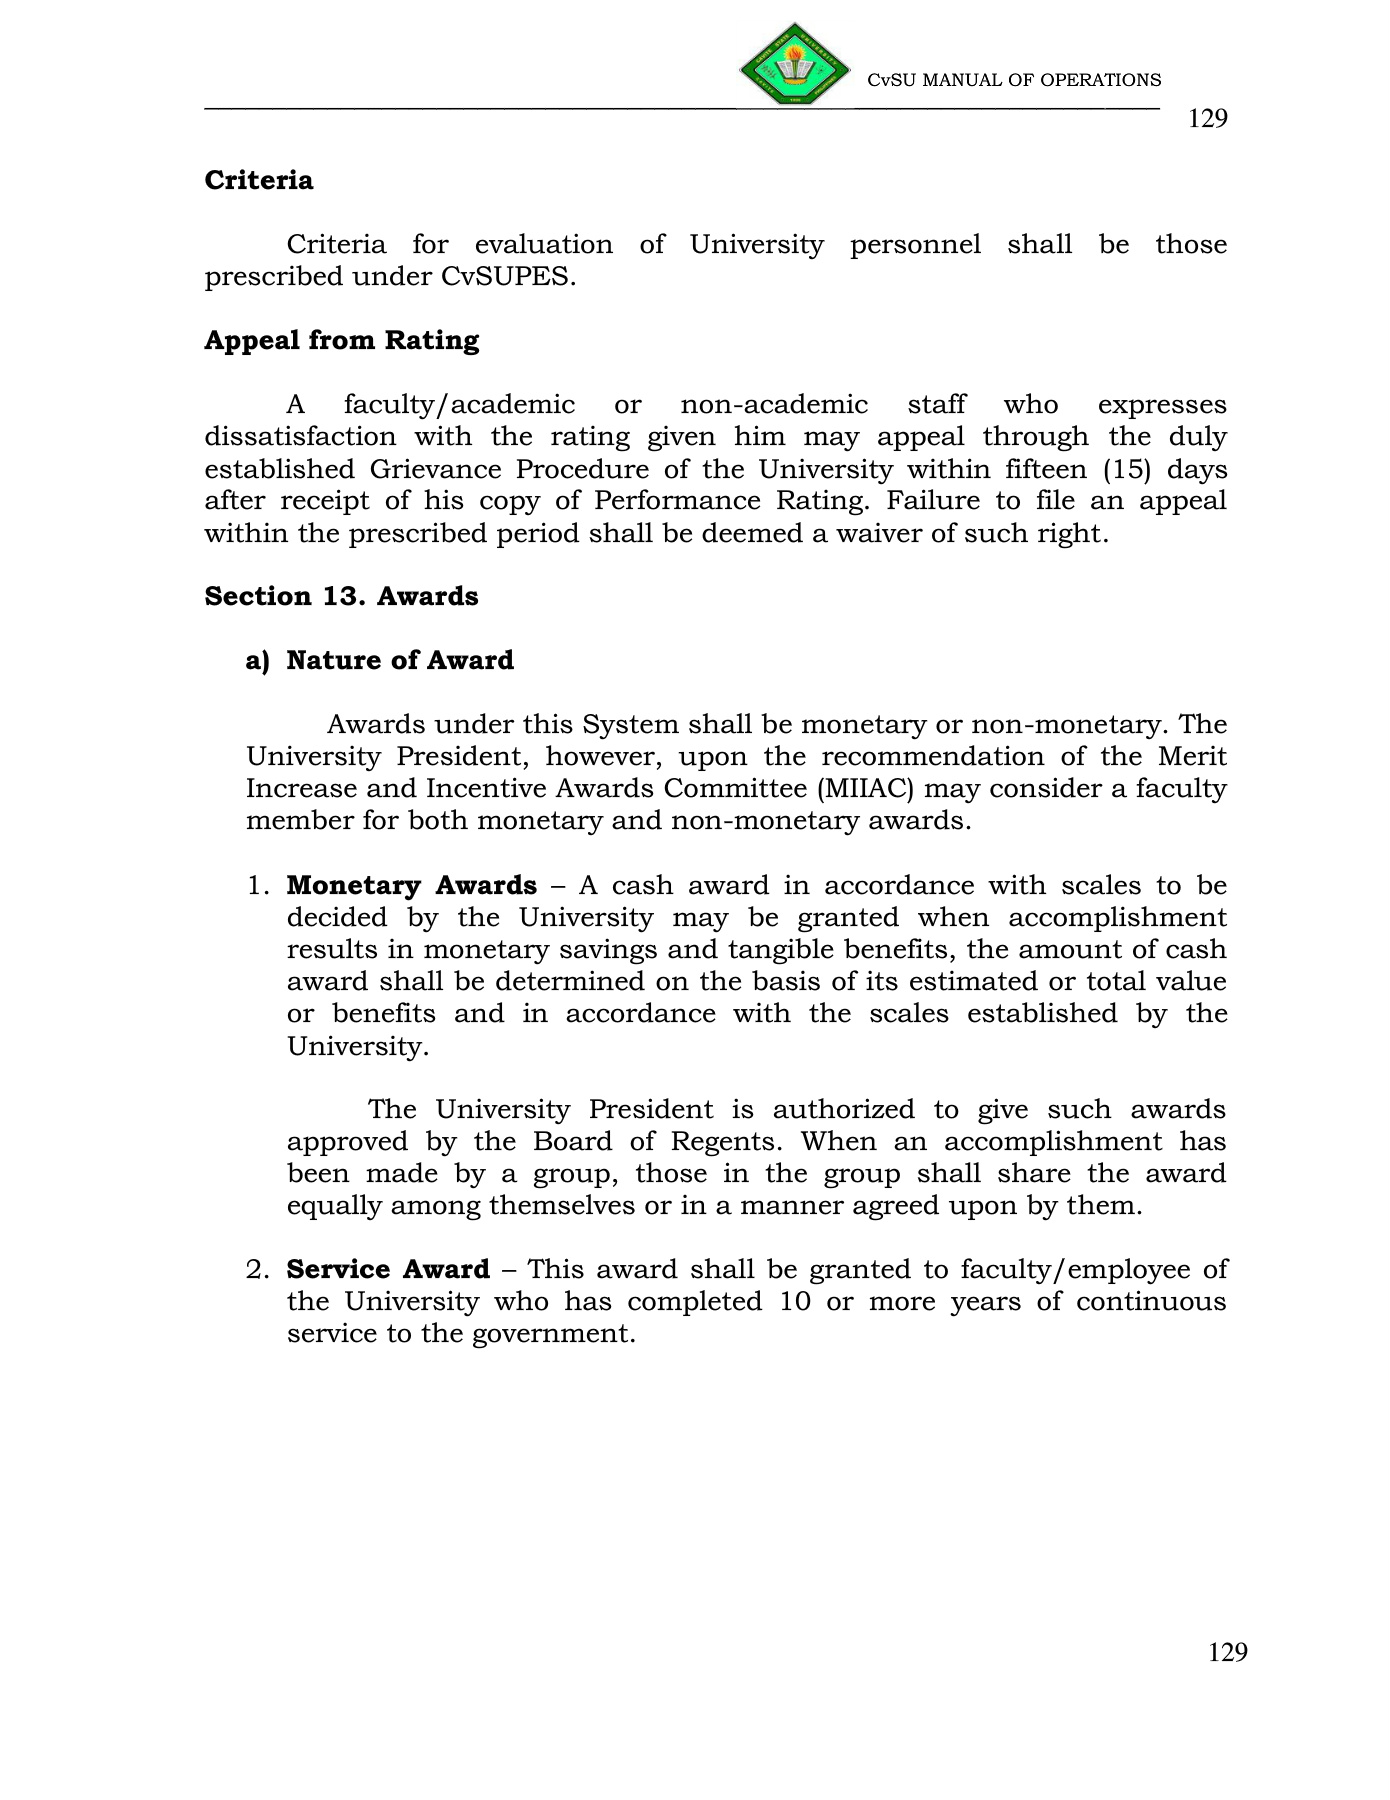 CvSU MANUAL OF OPERATIONS
129
Criteria
Criteria for evaluation of University personnel shall be those
prescribed under CvSUPES.
Appeal from Rating
A faculty/academic or non-academic staff who expresses
dissatisfaction with the rating given him may appeal through the duly
established Grievance Procedure of the University within fifteen (15) days
after receipt of his copy of Performance Rating. Failure to file an appeal
within the prescribed period shall be deemed a waiver of such right.
Section 13. Awards
a) Nature of Award
Awards under this System shall be monetary or non-monetary. The
University President, however, upon the recommendation of the Merit
Increase and Incentive Awards Committee (MIIAC) may consider a faculty
member for both monetary and non-monetary awards.
1. Monetary Awards – A cash award in accordance with scales to be
decided by the University may be granted when accomplishment
results in monetary savings and tangible benefits, the amount of cash
award shall be determined on the basis of its estimated or total value
or benefits and in accordance with the scales established by the
University.
The University President is authorized to give such awards
approved by the Board of Regents. When an accomplishment has
been made by a group, those in the group shall share the award
equally among themselves or in a manner agreed upon by them.
2. Service Award – This award shall be granted to faculty/employee of
the University who has completed 10 or more years of continuous
service to the government.
129